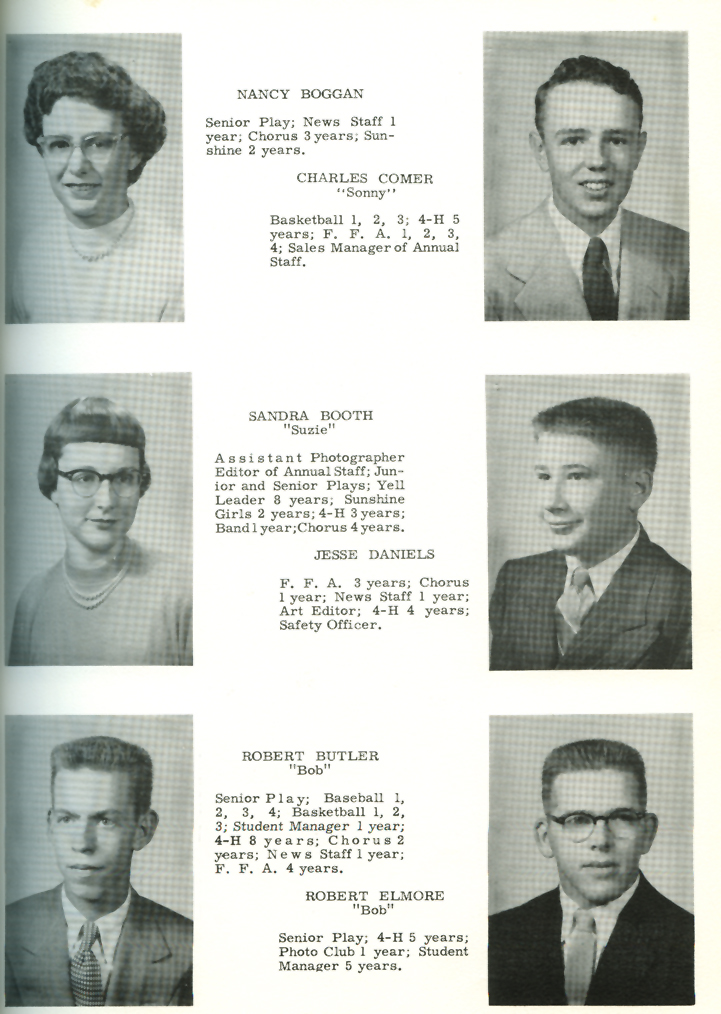 NANCY BOGGAN
Senior Play; News Staff 1
year; Chorus 3 years; Sun-
shine 2 years.
CHARLES COMER
"Sonny"
Basketball 1, 2, 3; 4-H 5
years; F. F. A. 1, 2, 3,
4; Sales Manager of Annual
Staff.
SANDRA BOOTH
"Suzie"
Assistant Photographer
Editor of Annual Staff; Jun-
ior and Senior Plays; Yell
Leader 8 years; Sunshine
Girls 2 years; 4-H 3 years;
Band 1 year; Chorus 4 years.
JESSE DANIELS
F. F. A. 3 years; Chorus
1 year; News Staff 1 year;
Art Editor; 4-H 4 years;
Safety Officer.
ROBERT BUTLER
"Bob"
Senior Play; Baseball 1,
2, 3, 4; Basketball 1, 2,
3; Student Manager 1 year;
4-H 8 years; Chorus 2
years; News Staff 1 year;
F. F. A. 4 years.
ROBERT ELMORE
"Bob"
Senior Play; 4-H 5 years;
Photo Club 1 year; Student
Manager 5 years.